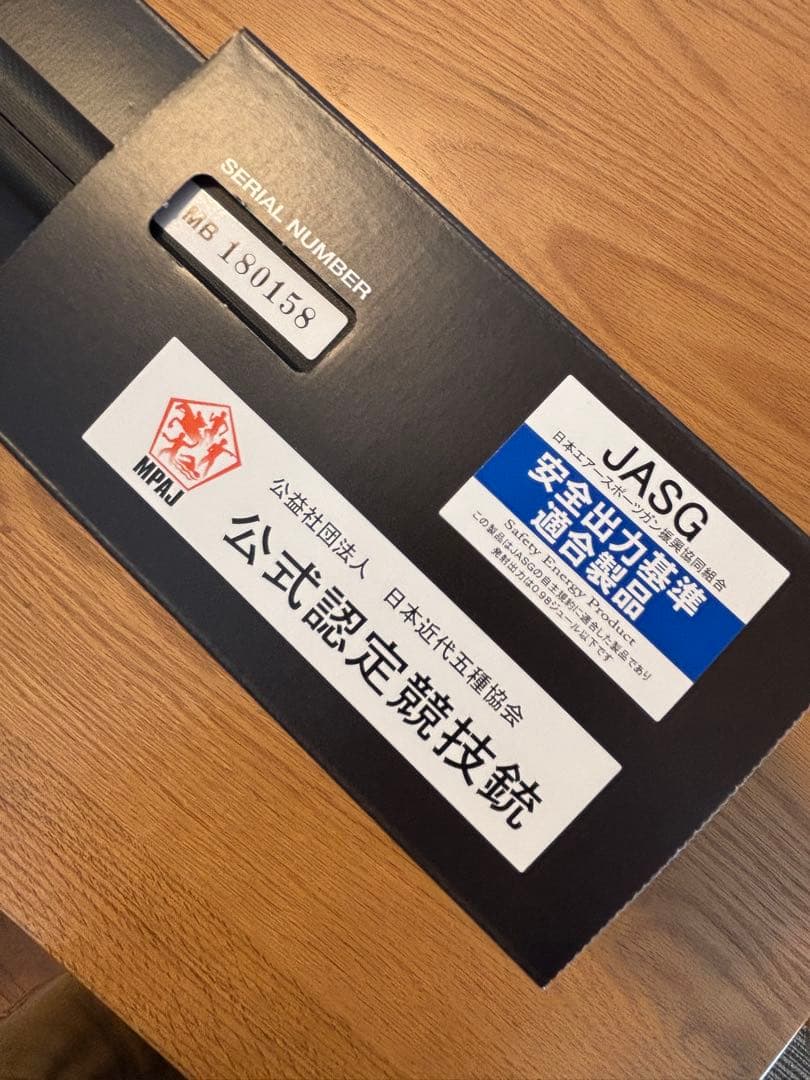 SERIAL NUMBER
MB 180158
MPAJ
公益社団法人 日本近代五種協会
公式認定競技銃
JASG
日本エアースポーツガン振興協同組合
安全出力基準
適合製品
Safety Energy Product
この製品はJASGの自主規約に適合した製品であり
発射出力は0.98ジュール以下です